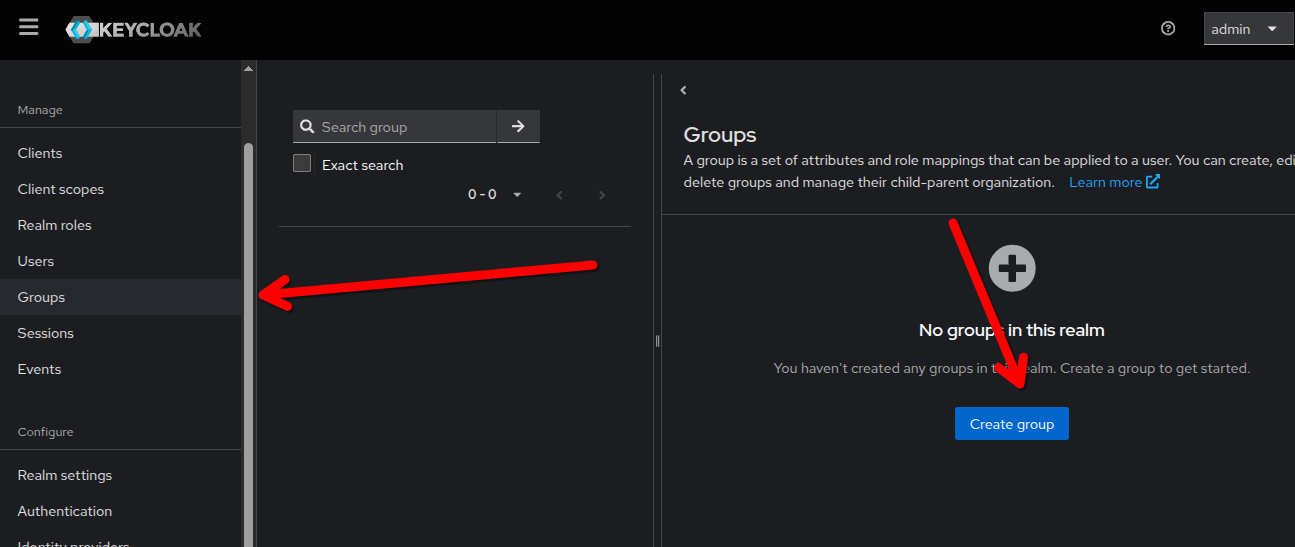 KEYCLOAK
admin
Manage
Clients
Client scopes
Realm roles
Users
Groups
Sessions
Events
Configure
Realm settings
Authentication
Identity providers
Search group
Exact search
0 - 0
Groups
A group is a set of attributes and role mappings that can be applied to a user. You can create, edi
delete groups and manage their child-parent organization. Learn more
No groups in this realm
You haven't created any groups in this realm. Create a group to get started.
Create group